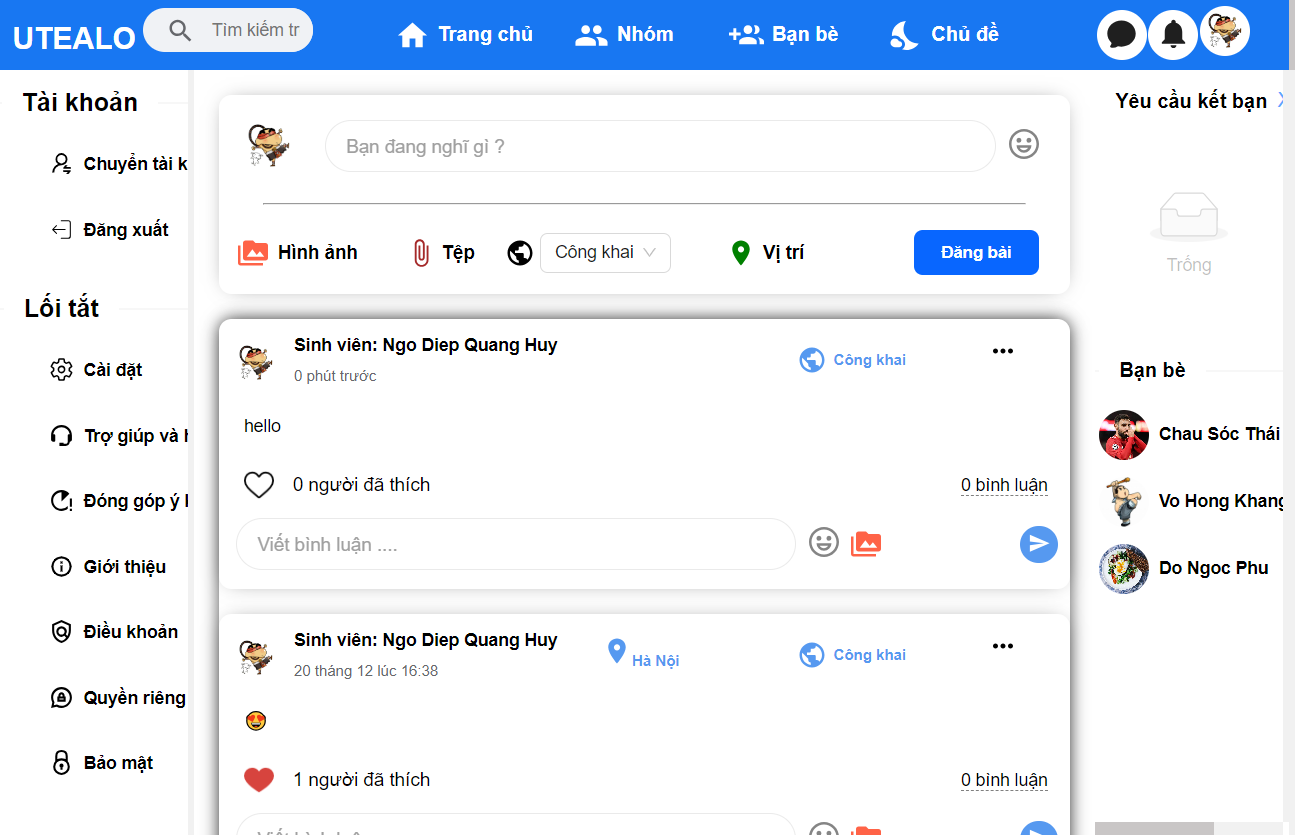 UTEALO
Tìm kiếm tr
Trang chủ
Nhóm
Bạn bè
Chủ đề
Tài khoản
Chuyển tài k
Đăng xuất
Lối tắt
Cài đặt
Trợ giúp và h
Đóng góp ý k
Giới thiệu
Điều khoản
Quyền riêng
Bảo mật
Bạn đang nghĩ gì ?
Hình ảnh
Tệp
Công khai
Vị trí
Đăng bài
Sinh viên: Ngo Diep Quang Huy
0 phút trước
Công khai
hello
0 người đã thích
0 bình luận
Viết bình luận ....
Sinh viên: Ngo Diep Quang Huy
20 tháng 12 lúc 16:38
Hà Nội
Công khai
1 người đã thích
0 bình luận
Yêu cầu kết bạn
Trống
Bạn bè
Chau Sóc Thái
Vo Hong Khang
Do Ngoc Phu